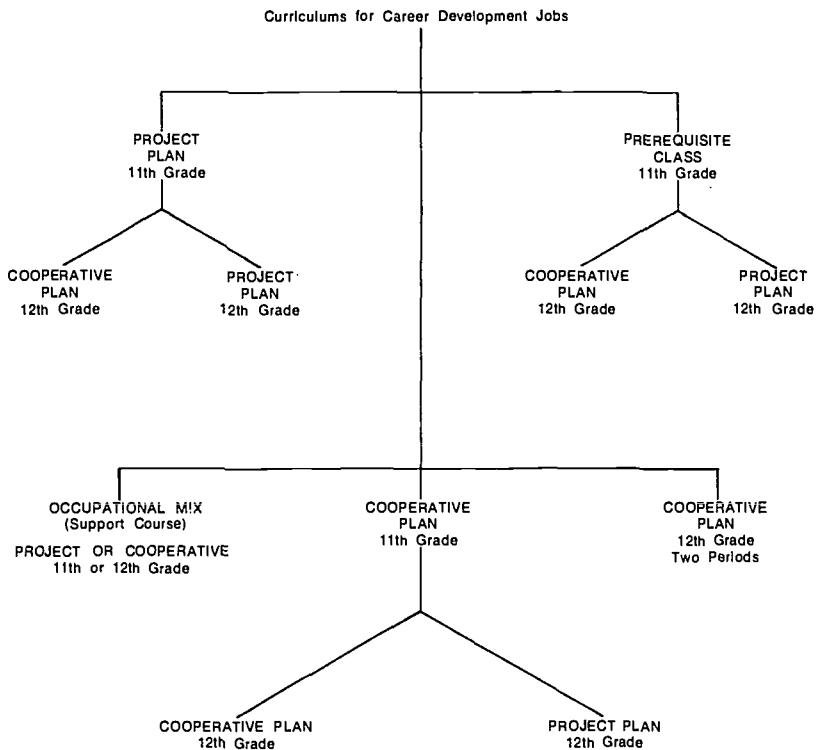 Curriculums for Career Development Jobs
PROJECT
PLAN
11th Grade
PREREQUISITE
CLASS
11th Grade
COOPERATIVE
PLAN
12th Grade
PROJECT
PLAN
12th Grade
COOPERATIVE
PLAN
12th Grade
PROJECT
PLAN
12th Grade
OCCUPATIONAL MIX
(Support Course)
PROJECT OR COOPERATIVE
11th or 12th Grade
COOPERATIVE
PLAN
11th Grade
COOPERATIVE
PLAN
12th Grade
Two Periods
COOPERATIVE PLAN
12th Grade
PROJECT PLAN
12th Grade